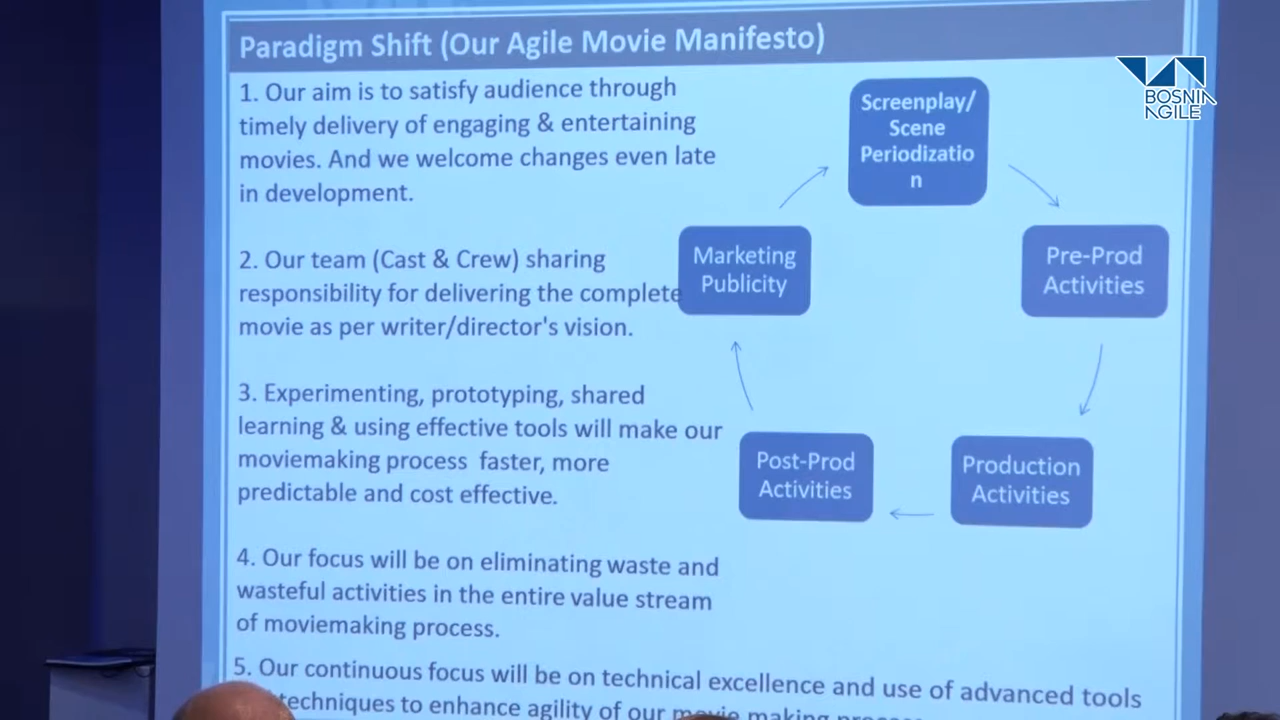 Paradigm Shift (Our Agile Movie Manifesto)
1. Our aim is to satisfy audience through
timely delivery of engaging & entertaining
movies. And we welcome changes even late
in development.
2. Our team (Cast & Crew) sharing
responsibility for delivering the complete
movie as per writer/director's vision.
3. Experimenting, prototyping, shared
learning & using effective tools will make our
moviemaking process faster, more
predictable and cost effective.
4. Our focus will be on eliminating waste and
wasteful activities in the entire value stream
of moviemaking process.
5. Our continuous focus will be on technical excellence and use of advanced tools
techniques to enhance agility of our movie making
Screenplay/
Scene
Periodizatio
n
Pre-Prod
Activities
Production
Activities
Post-Prod
Activities
Marketing
Publicity
BOSNIA
AGILE